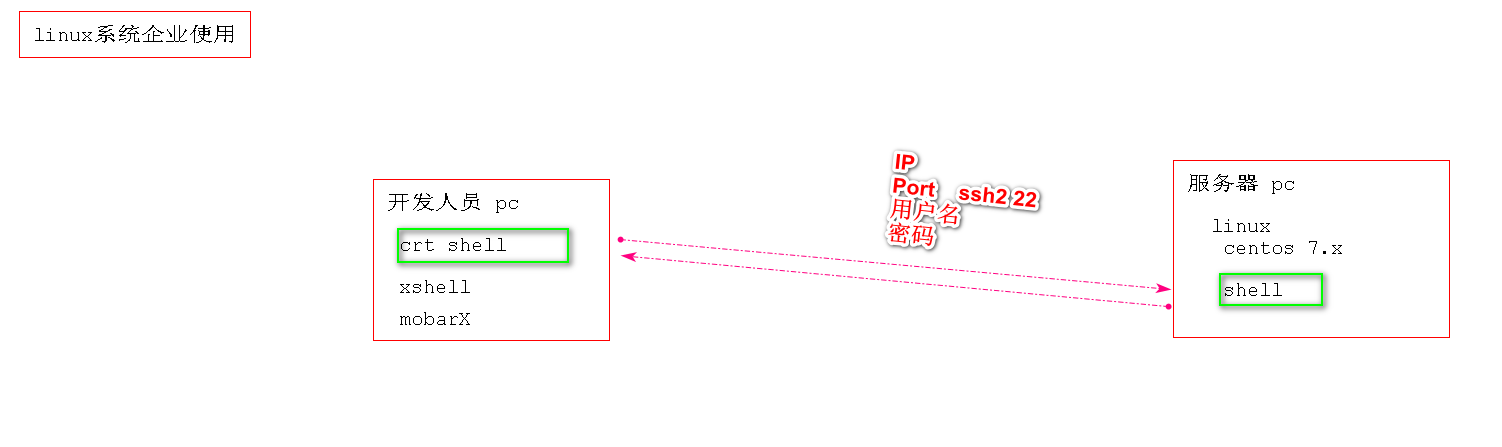 linux系统企业使用
开发人员 pc
crt shell
xshell
mobarX
IP
Port ssh2 22
用户名
密码
服务器 pc
linux
centos 7.x
shell